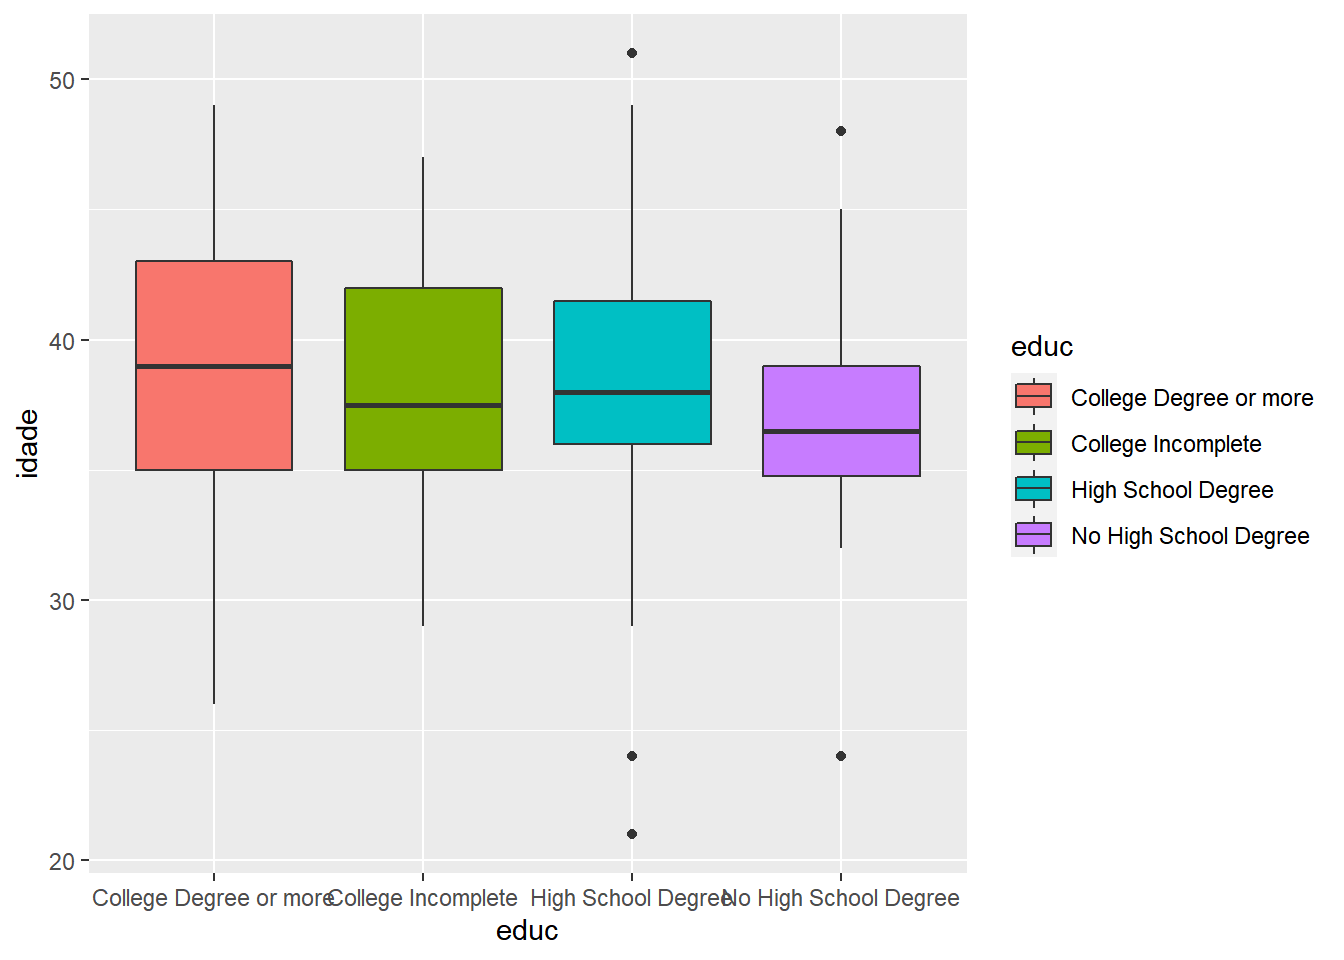 50
40
30
20
idade
College Degree or more
College Incomplete
High School Degree
No High School Degree
educ
educ
College Degree or more
College Incomplete
High School Degree
No High School Degree